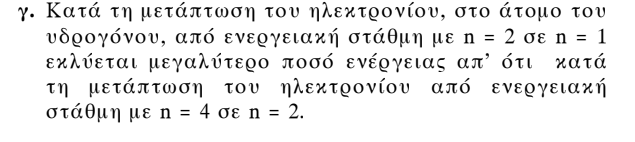 γ. Κατά τη μετάπτωση του ηλεκτρονίου, στο άτομο του
υδρογόνου, από ενεργειακή στάθμη με n = 2 σε n = 1
εκλύεται μεγαλύτερο ποσό ενέργειας απ’ ότι κατά
τη μετάπτωση του ηλεκτρονίου από ενεργειακή
στάθμη με n = 4 σε n = 2.